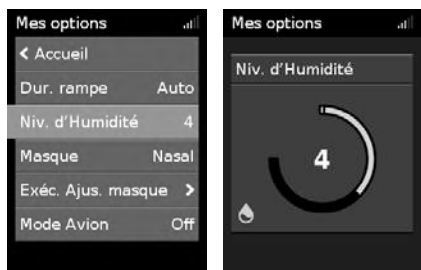 Mes options
Accueil
Dur. rampe Auto
Niv. d'Humidité 4
Masque Nasal
Exéc. Ajus. masque
Mode Avion Off
Mes options
Niv. d'Humidité
4